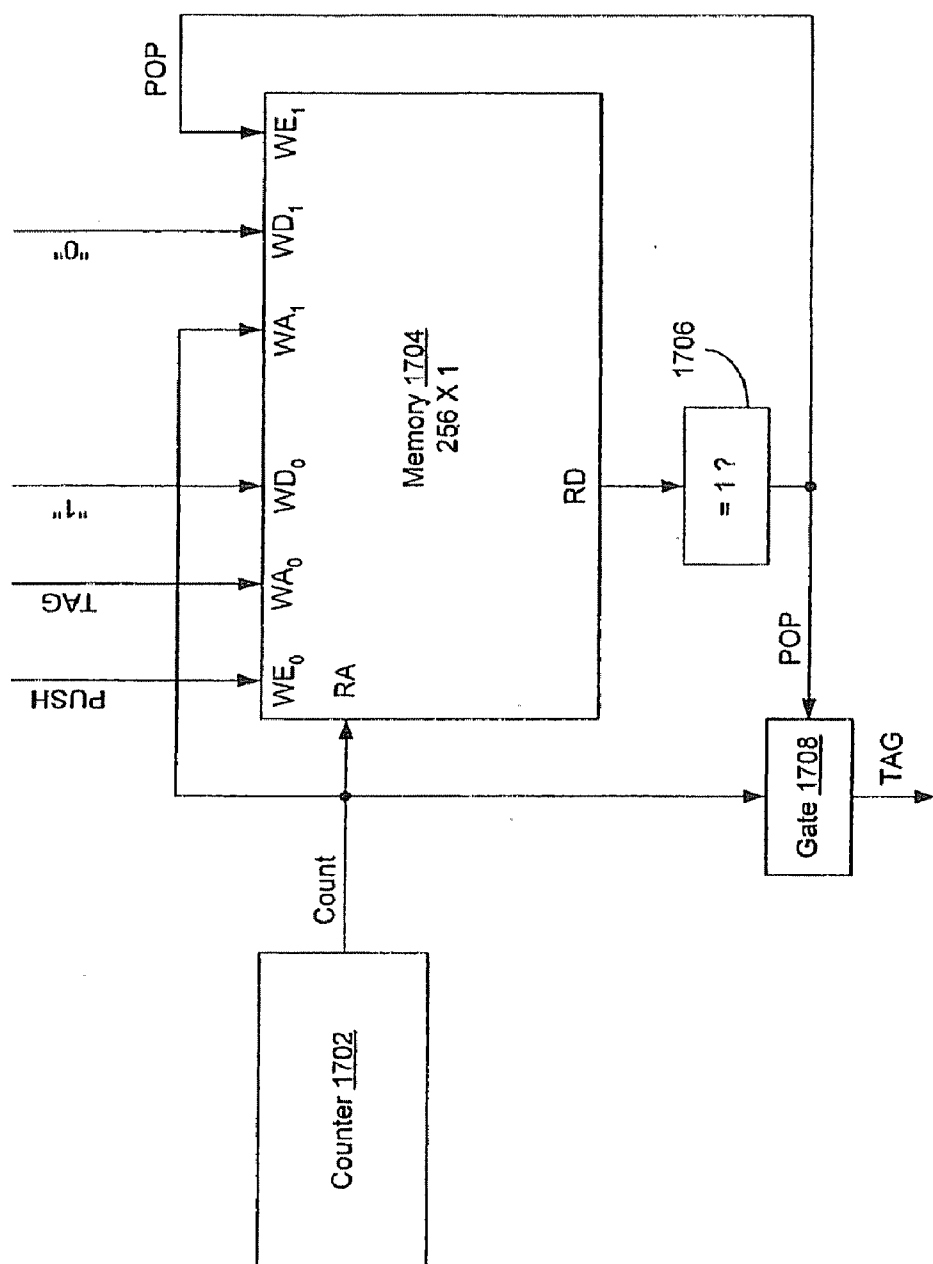 POP
PUSH
TAG
"1"
"0"
WE0
WA0
WD0
WA1
WD1
WE1
RA
Memory 1704
256 X 1
RD
Count
Counter 1702
= 1 ?
1706
POP
Gate 1708
TAG